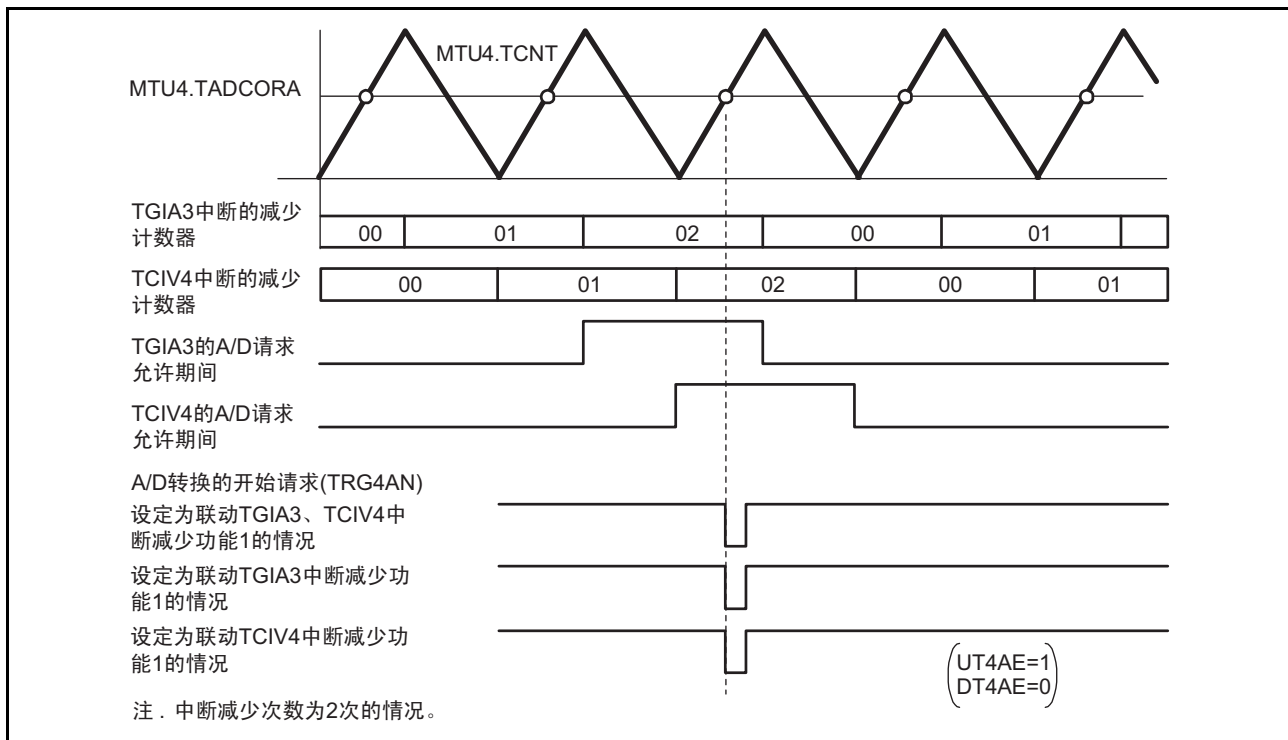 MTU4.TCNT
MTU4.TADCORA
TGIA3中断的减少
计数器
00 01 02 00 01
TCIV4中断的减少
计数器
00 01 02 00 01
TGIA3的A/D请求
允许期间
TCIV4的A/D请求
允许期间
A/D转换的开始请求(TRG4AN)
设定为联动TGIA3、TCIV4中
断减少功能1的情况
设定为联动TGIA3中断减少功
能1的情况
设定为联动TCIV4中断减少功
能1的情况
UT4AE=1
DT4AE=0
注 . 中断减少次数为2次的情况。